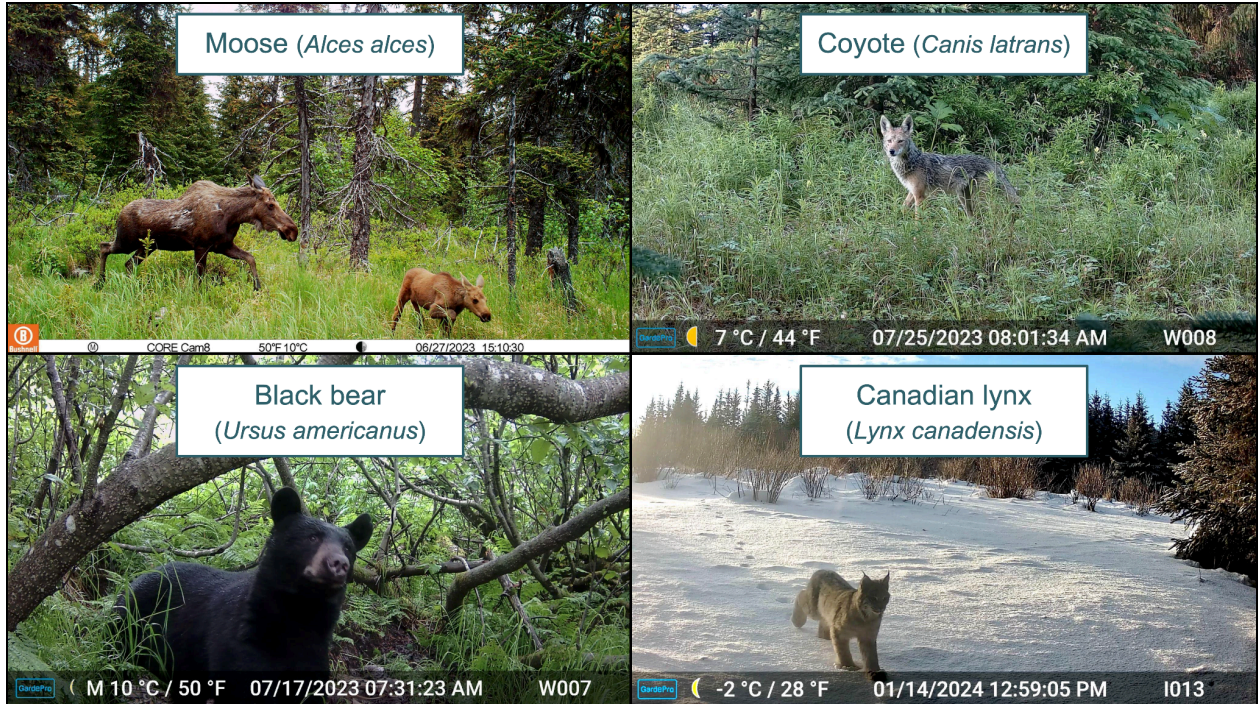 Moose (Alces alces)
B
Bushnell
M
CORE Cam8
50°F10°C
06/27/2023 15:10:30
Coyote (Canis latrans)
GardePro
7 °C / 44 °F
07/25/2023 08:01:34 AM
W008
Black bear
(Ursus americanus)
GardePro
M 10 °C / 50 °F
07/17/2023 07:31:23 AM
W007
Canadian lynx
(Lynx canadensis)
GardePro
-2 °C / 28 °F
01/14/2024 12:59:05 PM
I013